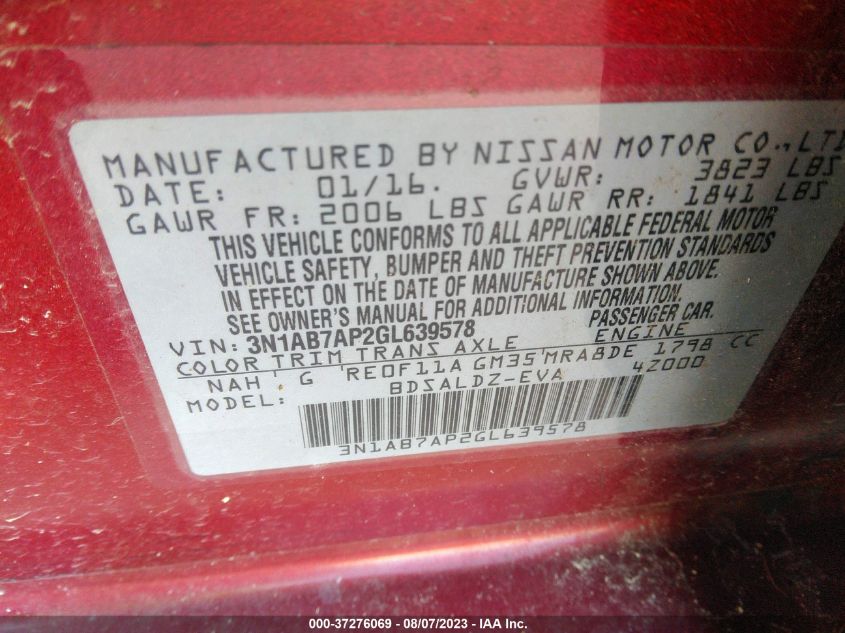 MANUFACTURED BY NISSAN MOTOR CO.,LTD
DATE: 01/16. GVWR: 3823 LBS
GAWR FR: 2006 LBS GAWR RR: 1841 LBS
THIS VEHICLE CONFORMS TO ALL APPLICABLE FEDERAL MOTOR
VEHICLE SAFETY, BUMPER AND THEFT PREVENTION STANDARDS
IN EFFECT ON THE DATE OF MANUFACTURE SHOWN ABOVE.
SEE OWNER'S MANUAL FOR ADDITIONAL INFORMATION.
VIN: 3N1AB7AP2GL639578 PASSENGER CAR.
COLOR TRIM TRANS AXLE ENGINE
NAH' G 'RE0F11A GM35'MRA8DE 1798 CC
MODEL: BDSALDZ-EVA 4Z000
3N1AB7AP2GL639578
000-37276069 - 08/07/2023 - IAA Inc.